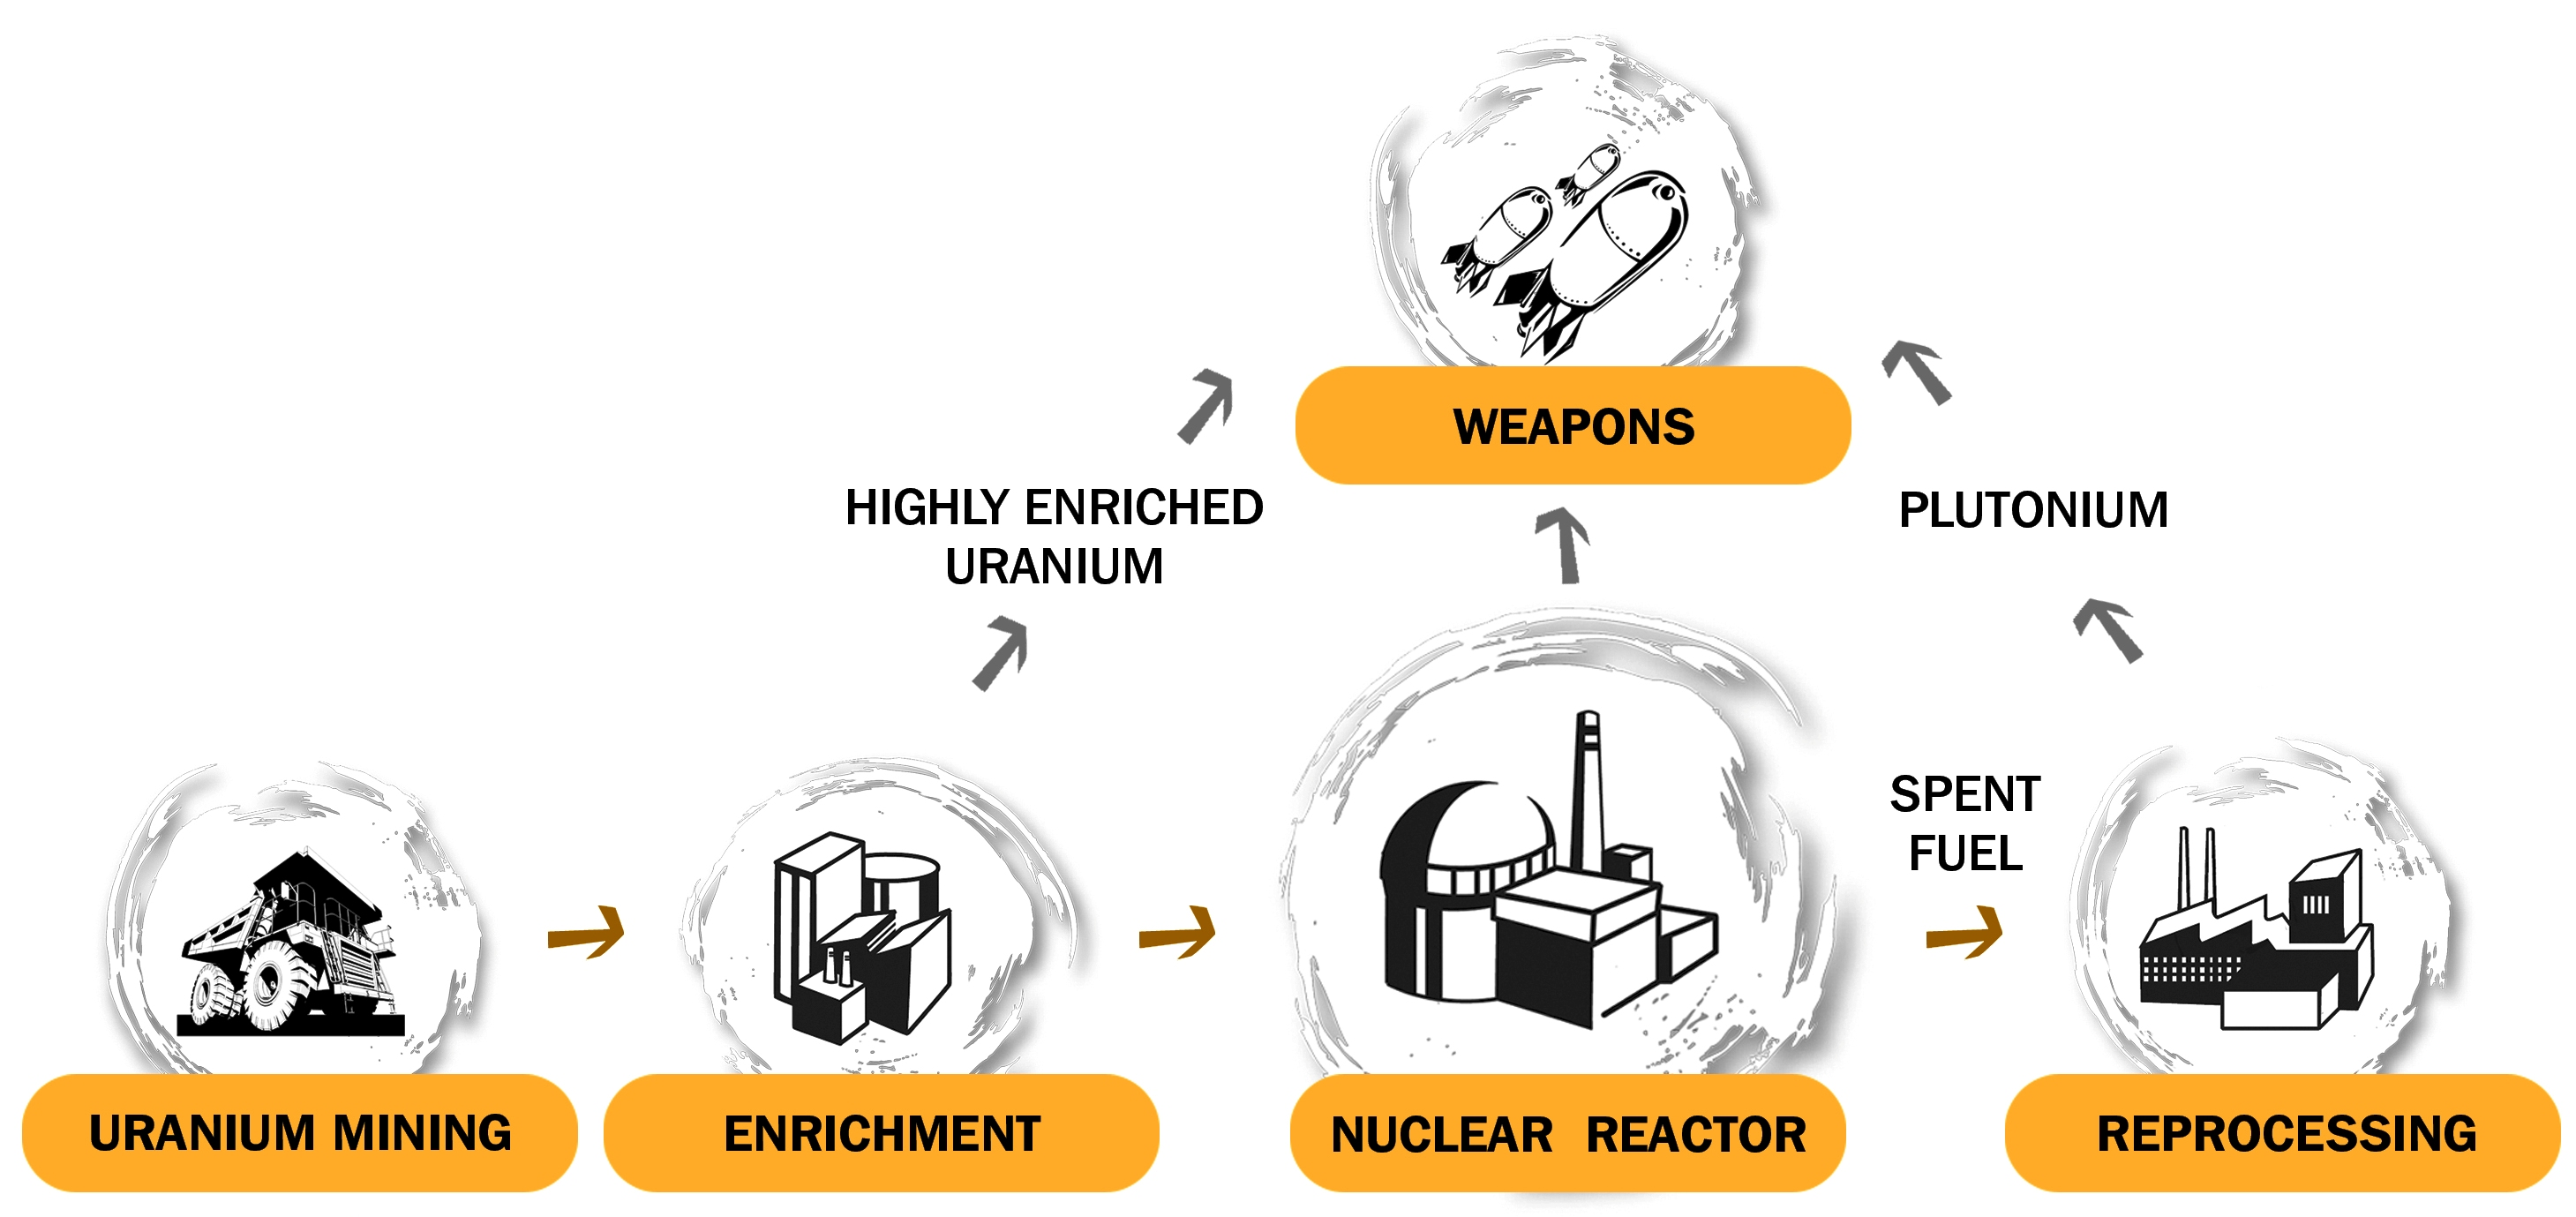 WEAPONS
HIGHLY ENRICHED
URANIUM
PLUTONIUM
SPENT
FUEL
URANIUM MINING
ENRICHMENT
NUCLEAR REACTOR
REPROCESSING